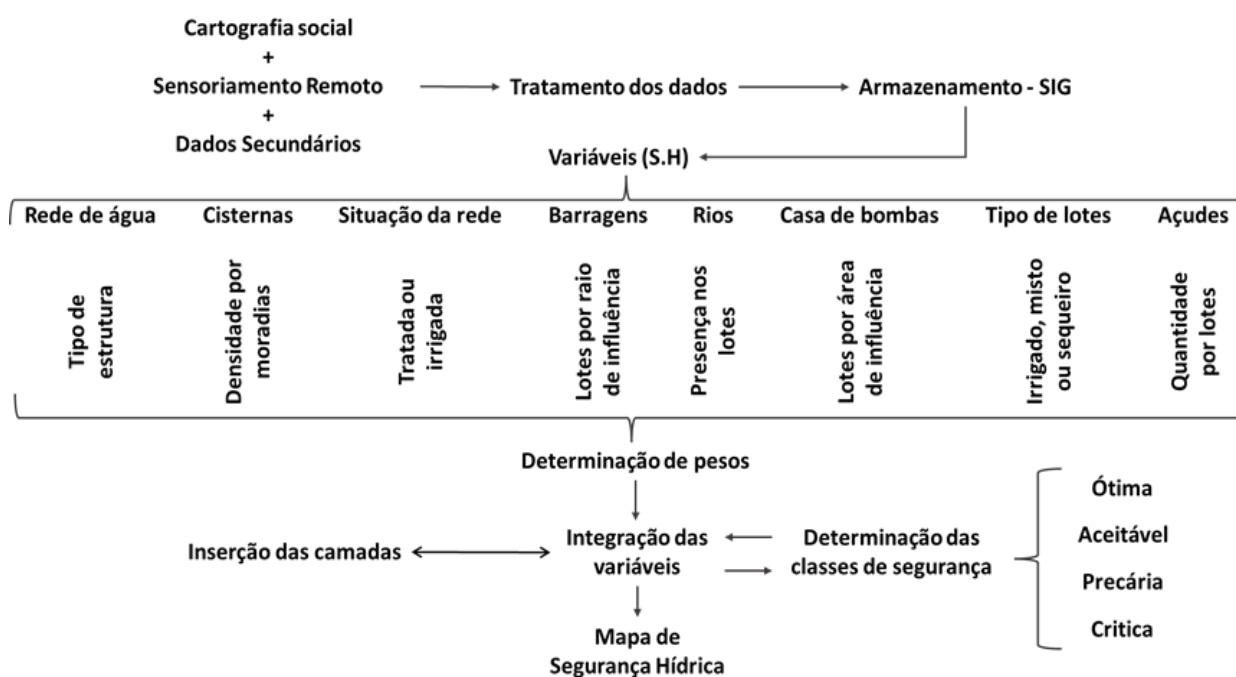 Cartografia social
+
Sensoriamento Remoto
+
Dados Secundários
Tratamento dos dados
Armazenamento - SIG
Variáveis (S.H)
Rede de água
Cisternas
Situação da rede
Barragens
Rios
Casa de bombas
Tipo de lotes
Açudes
Tipo de
estrutura
Densidade por
moradias
Tratada ou
irrigada
Lotes por raio
de influência
Presença nos
lotes
Lotes por área
de influência
Irrigado, misto
ou sequeiro
Quantidade
por lotes
Determinação de pesos
Inserção das camadas
Integração das
variáveis
Determinação das
classes de segurança
Ótima
Aceitável
Precária
Critica
Mapa de
Segurança Hídrica